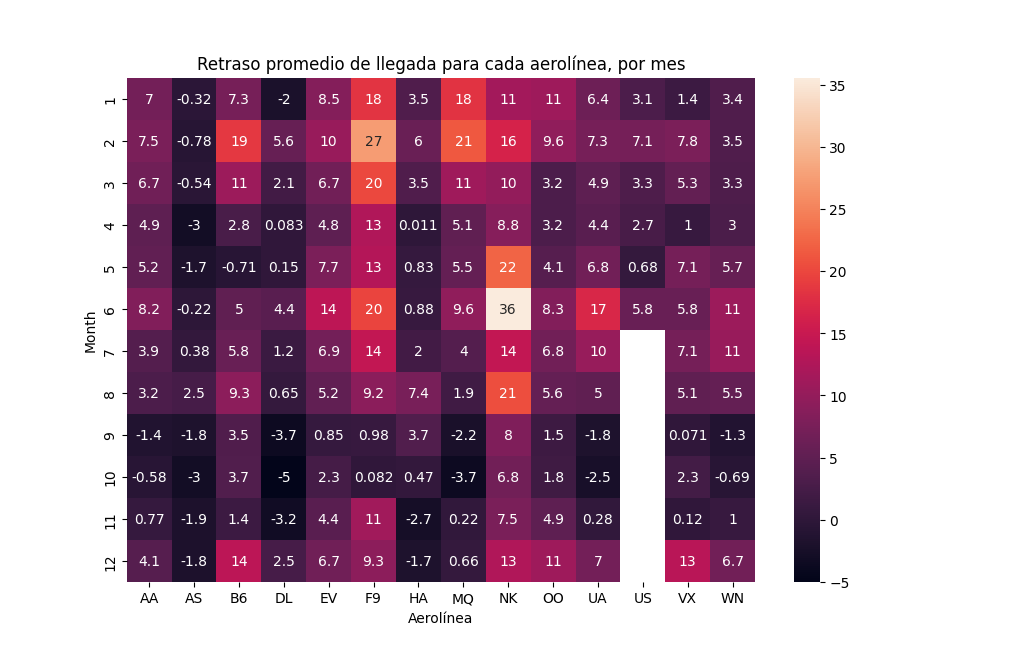 Retraso promedio de llegada para cada aerolínea, por mes
1 7 -0.32 7.3 -2 8.5 18 3.5 18 11 11 6.4 3.1 1.4 3.4
2 7.5 -0.78 19 5.6 10 27 6 21 16 9.6 7.3 7.1 7.8 3.5
3 6.7 -0.54 11 2.1 6.7 20 3.5 11 10 3.2 4.9 3.3 5.3 3.3
4 4.9 -3 2.8 0.083 4.8 13 0.011 5.1 8.8 3.2 4.4 2.7 1 3
5 5.2 -1.7 -0.71 0.15 7.7 13 0.83 5.5 22 4.1 6.8 0.68 7.1 5.7
6 8.2 -0.22 5 4.4 14 20 0.88 9.6 36 8.3 17 5.8 5.8 11
7 3.9 0.38 5.8 1.2 6.9 14 2 4 14 6.8 10 7.1 11
8 3.2 2.5 9.3 0.65 5.2 9.2 7.4 1.9 21 5.6 5 5.1 5.5
9 -1.4 -1.8 3.5 -3.7 0.85 0.98 3.7 -2.2 8 1.5 -1.8 0.071 -1.3
10 -0.58 -3 3.7 -5 2.3 0.082 0.47 -3.7 6.8 1.8 -2.5 2.3 -0.69
11 0.77 -1.9 1.4 -3.2 4.4 11 -2.7 0.22 7.5 4.9 0.28 0.12 1
12 4.1 -1.8 14 2.5 6.7 9.3 -1.7 0.66 13 11 7 13 6.7
AA AS B6 DL EV F9 HA MQ NK OO UA US VX WN
Aerolínea
Month
35
30
25
20
15
10
5
0
−5